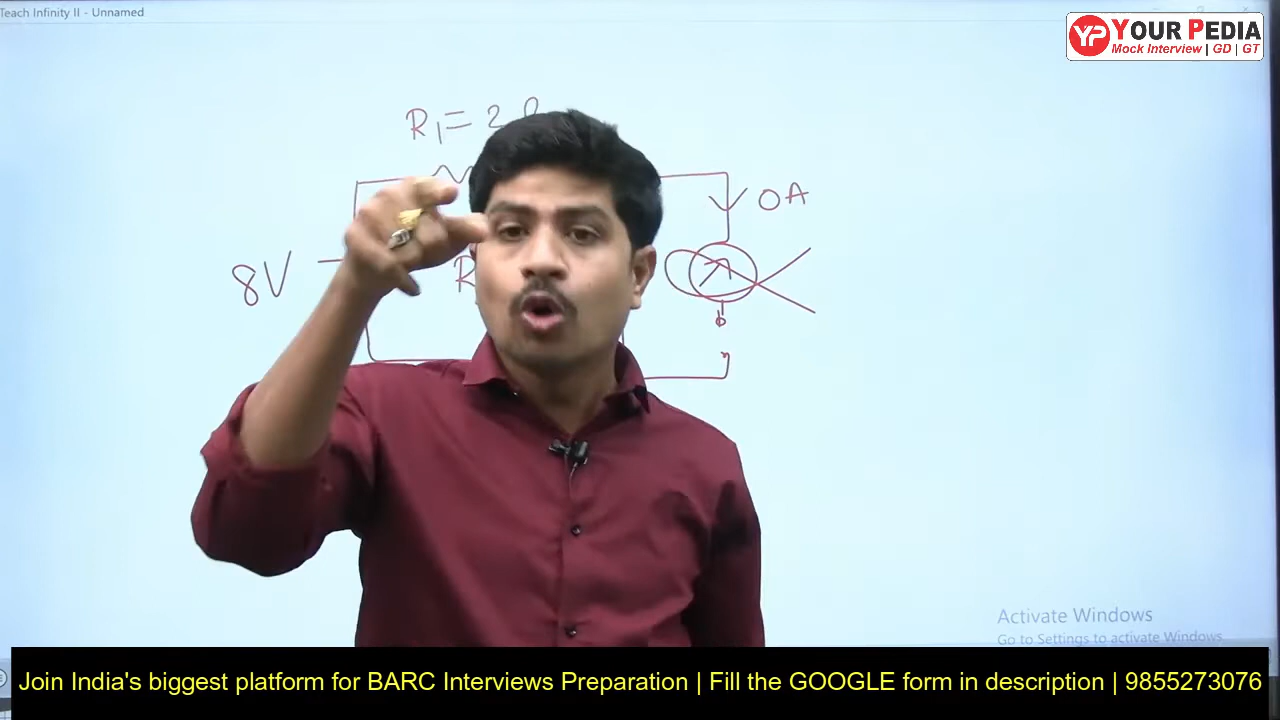 Teach Infinity II - Unnamed
YOUR PEDIA
YP
Mock Interview | GD | GT
R₁ = 2
0A
8V
R
Activate Windows
Go to Settings to activate Windows.
Join India's biggest platform for BARC Interviews Preparation | Fill the GOOGLE form in description | 9855273076